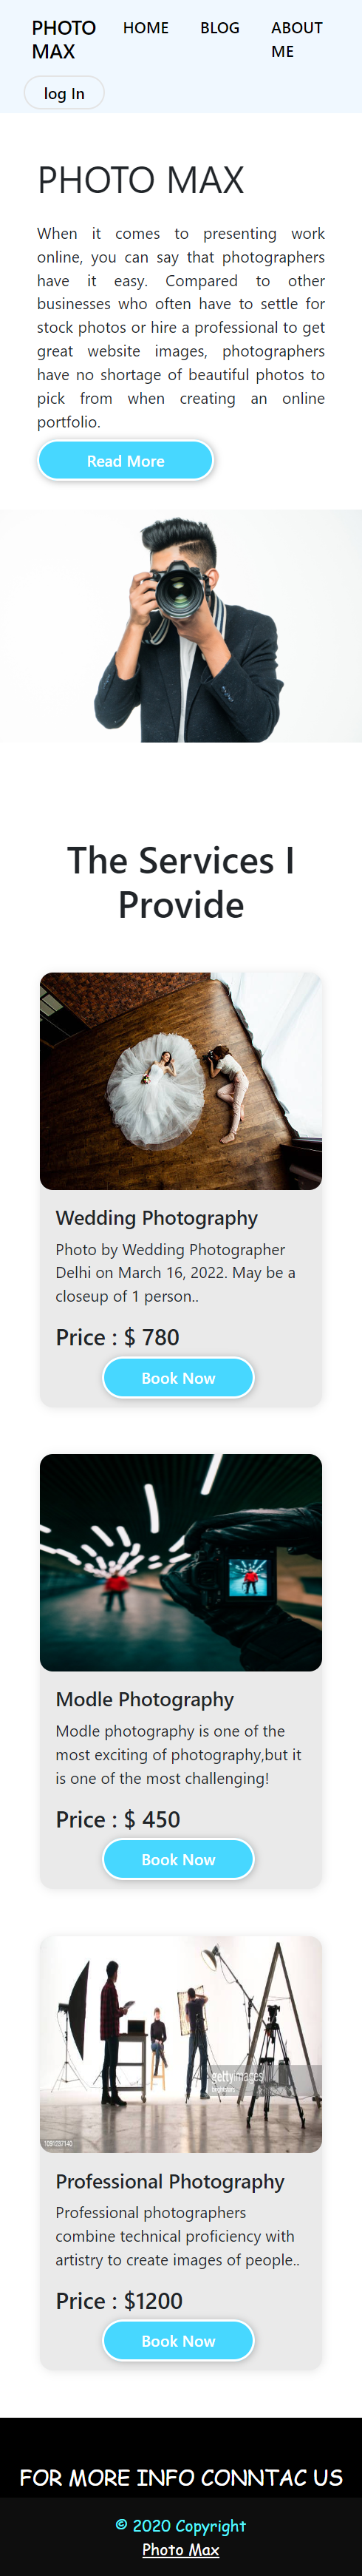 PHOTO MAX
HOME
BLOG
ABOUT ME
log In
PHOTO MAX
When it comes to presenting work
online, you can say that photographers
have it easy. Compared to other
businesses who often have to settle for
stock photos or hire a professional to get
great website images, photographers
have no shortage of beautiful photos to
pick from when creating an online
portfolio.
Read More
The Services I
Provide
Wedding Photography
Photo by Wedding Photographer
Delhi on March 16, 2022. May be a
closeup of 1 person..
Price : $ 780
Book Now
Modle Photography
Modle photography is one of the
most exciting of photography,but it
is one of the most challenging!
Price : $ 450
Book Now
gettyimages
1091237140
Professional Photography
Professional photographers
combine technical proficiency with
artistry to create images of people..
Price : $1200
Book Now
FOR MORE INFO CONNTAC US
© 2020 Copyright
Photo Max